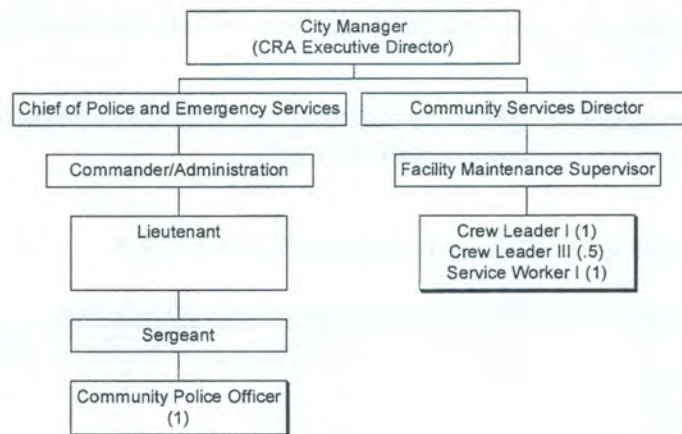 City Manager
(CRA Executive Director)
Chief of Police and Emergency Services
Community Services Director
Commander/Administration
Facility Maintenance Supervisor
Lieutenant
Crew Leader I (1)
Crew Leader III (.5)
Service Worker I (1)
Sergeant
Community Police Officer
(1)